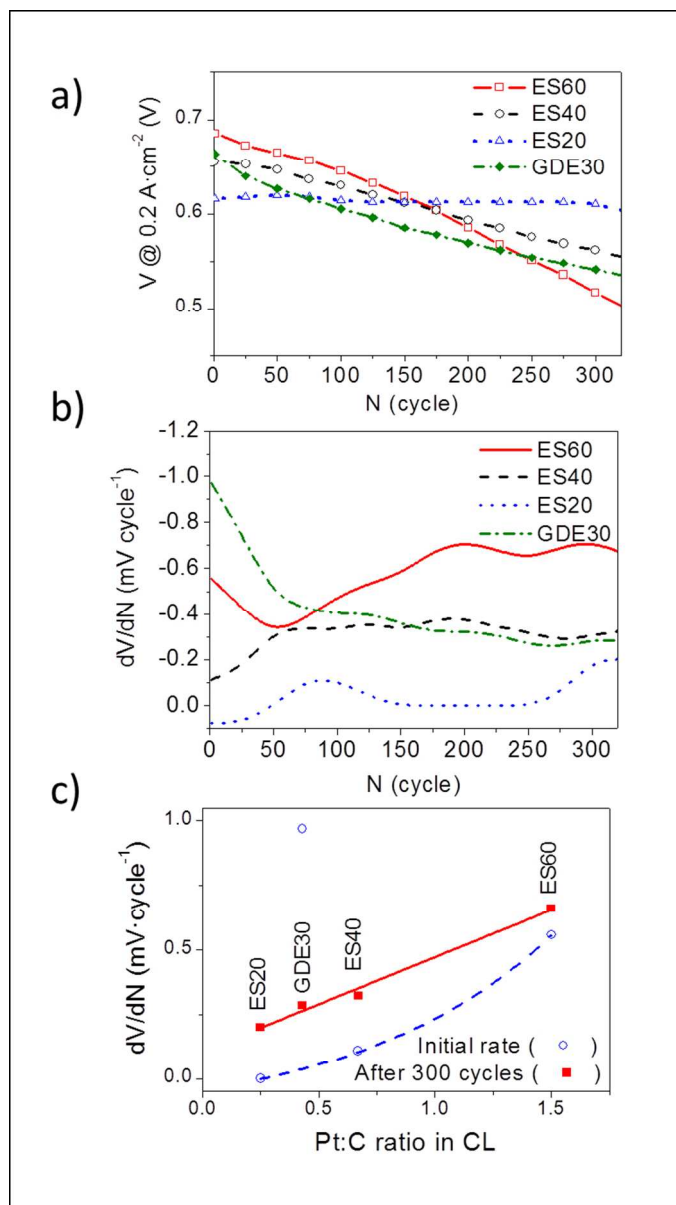 a)
ES60
ES40
ES20
GDE30
V @ 0.2 A·cm⁻² (V)
0.7
0.6
0.5
0 50 100 150 200 250 300
N (cycle)
b)
-1.2
-1.0
-0.8
-0.6
-0.4
-0.2
0.0
dV/dN (mV cycle⁻¹)
ES60
ES40
ES20
GDE30
0 50 100 150 200 250 300
N (cycle)
c)
1.0
0.5
0.0
dV/dN (mV·cycle⁻¹)
ES20
GDE30
ES40
ES60
Initial rate ( )
After 300 cycles ( )
0.0 0.5 1.0 1.5
Pt:C ratio in CL